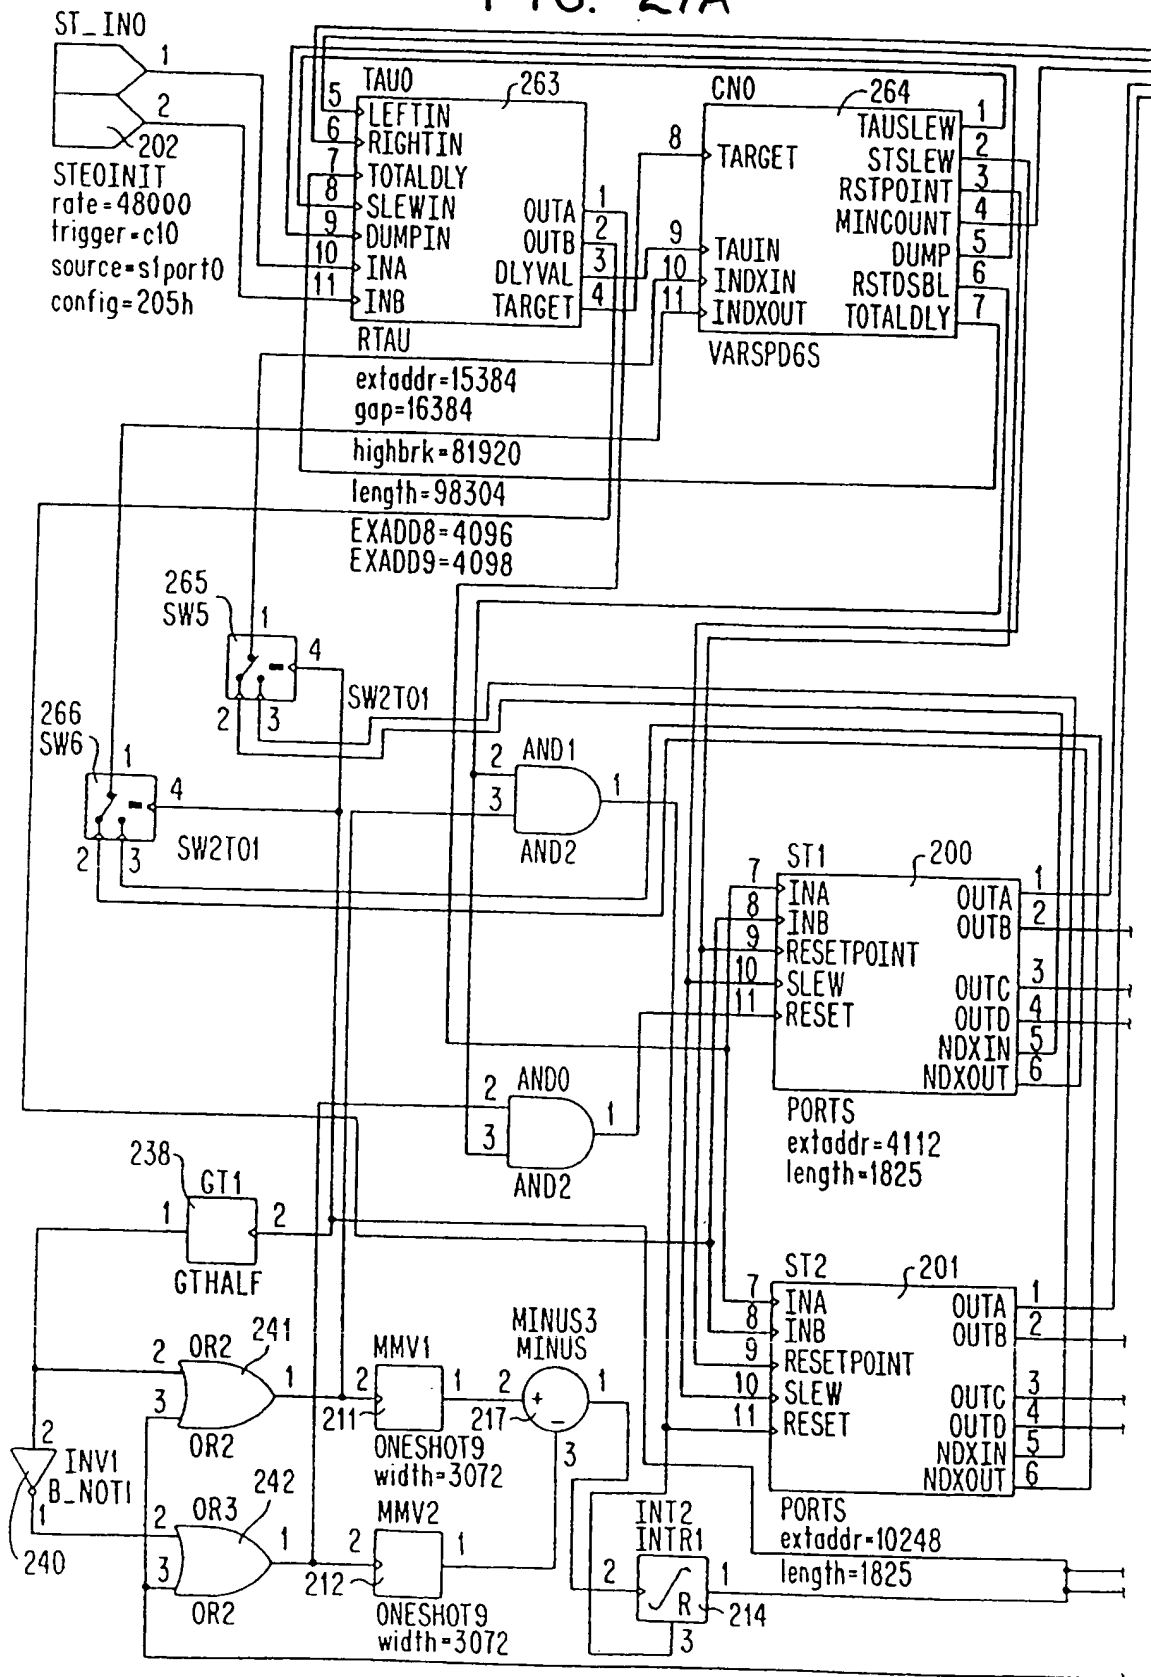 FIG. 27A
ST_IN0
1
2
202
STEOINIT
rate=48000
trigger=c10
source=s1port0
config=205h
TAU0
263
5
LEFTIN
6
RIGHTIN
7
TOTALDLY
8
SLEWIN
9
DUMPIN
10
INA
11
INB
OUTA
1
OUTB
2
DLYVAL
3
TARGET
4
RTAU
extaddr=15384
gap=16384
highbrk=81920
length=98304
EXADD8=4096
EXADD9=4098
CN0
264
8
TARGET
9
TAUIN
10
INDXIN
11
INDXOUT
TAUSLEW
1
STSLEW
2
RSTPOINT
3
MINCOUNT
4
DUMP
5
RSTDSBL
6
TOTALDLY
7
VARSPD6S
265
SW5
1
4
2
3
SW2TO1
266
SW6
1
4
2
3
SW2TO1
AND1
2
3
1
AND2
ST1
200
7
INA
8
INB
9
RESETPOINT
10
SLEW
11
RESET
OUTA
1
OUTB
2
OUTC
3
OUTD
4
NDXIN
5
NDXOUT
6
PORTS
extaddr=4112
length=1825
AND0
2
3
1
AND2
238
GT1
1
2
GTHALF
ST2
201
7
INA
8
INB
9
RESETPOINT
10
SLEW
11
RESET
OUTA
1
OUTB
2
OUTC
3
OUTD
4
NDXIN
5
NDXOUT
6
PORTS
extaddr=10248
length=1825
OR2
241
2
3
1
OR2
MMV1
2
1
211
ONESHOT9
width=3072
MINUS3
MINUS
2
+
−
1
217
3
2
INV1
B_NOT1
1
240
OR3
242
2
3
1
OR2
MMV2
2
1
212
ONESHOT9
width=3072
INT2
INTR1
2
R
1
214
3